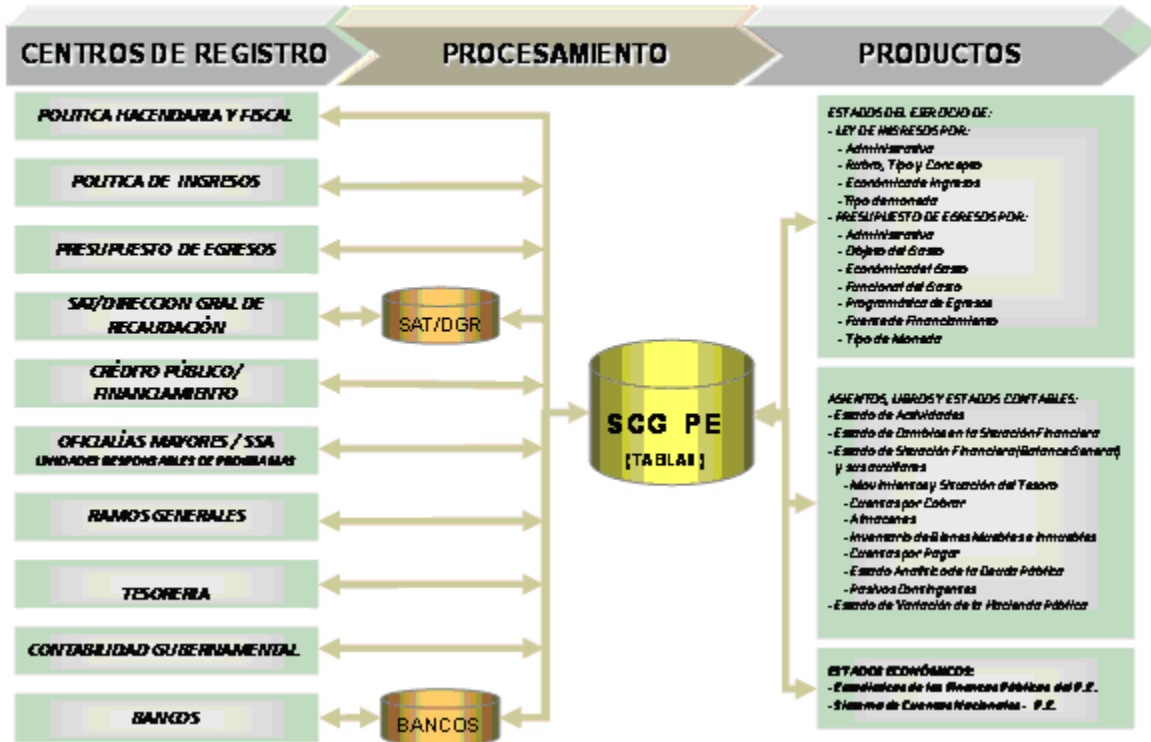 CENTROS DE REGISTRO
PROCESAMIENTO
PRODUCTOS
POLITICA HACENDARIA Y FISCAL
POLITICA DE INGRESOS
PRESUPUESTO DE EGRESOS
SAT/DIRECCION GRAL DE
RECAUDACIÓN
CRÉDITO PÚBLICO/
FINANCIAMIENTO
OFICIALÍAS MAYORES / SSA
UNIDADES RESPONSABLES DE PROGRAMAS
RAMOS GENERALES
TESORERIA
CONTABILIDAD GUBERNAMENTAL
BANCOS
SAT/DGR
BANCOS
SCG PE
(TABLAS)
ESTADOS DEL EJERCICIO DE:
- LEY DE INGRESOS POR:
- Administrativa
- Rubro, Tipo y Concepto
- Económica de Ingresos
- Tipo de moneda
- PRESUPUESTO DE EGRESOS POR:
- Administrativa
- Objeto del Gasto
- Económica del Gasto
- Funcional del Gasto
- Programática de Egresos
- Fuente de Financiamiento
- Tipo de Moneda
ASIENTOS, LIBROS Y ESTADOS CONTABLES:
- Estado de Actividades
- Estado de Cambios en la Situación Financiera
- Estado de Situación Financiera (Balance General)
y sus auxiliares
- Movimientos y Situación del Tesoro
- Cuentas por Cobrar
- Almacenes
- Inventario de Bienes Muebles e Inmuebles
- Cuentas por Pagar
- Estado Analítico de la Deuda Pública
- Pasivos Contingentes
- Estado de Variación de la Hacienda Pública
ESTADOS ECONÓMICOS:
- Estadísticas de las Finanzas Públicas del P.E.
- Sistema de Cuentas Nacionales - P.E.